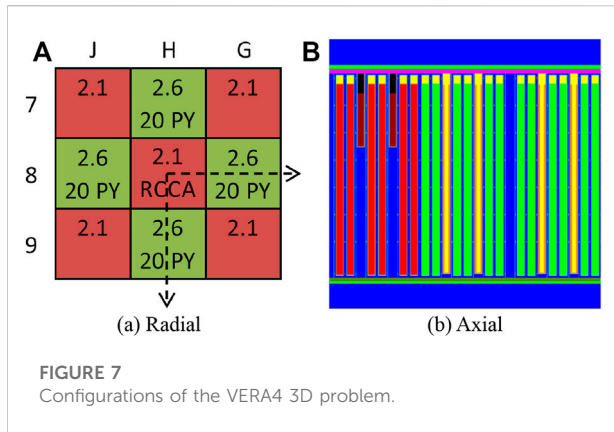 A J H G B
7 2.1 2.6 2.1
20 PY
8 2.6 2.1 2.6
20 PY RCCA 20 PY
9 2.1 2.6 2.1
20 PY
(a) Radial (b) Axial
FIGURE 7
Configurations of the VERA4 3D problem.